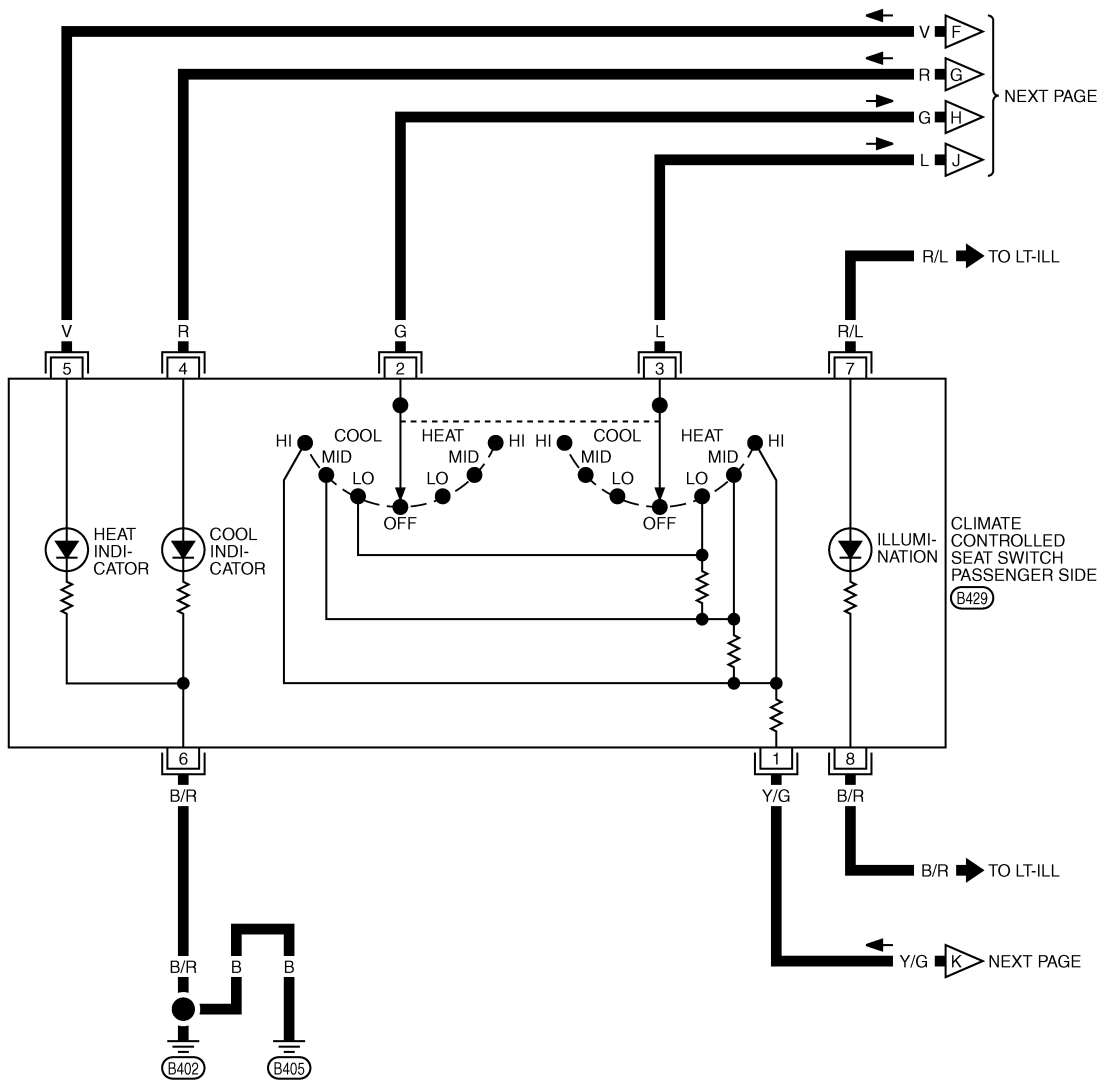 V F
R G
NEXT PAGE
G H
L J
R/L TO LT-ILL
V R G L R/L
5 4 2 3 7
HI COOL HEAT HI HI COOL HEAT HI
MID MID MID MID
LO LO LO LO
OFF OFF
HEAT
INDI-
CATOR
COOL
INDI-
CATOR
ILLUMI-
NATION
CLIMATE
CONTROLLED
SEAT SWITCH
PASSENGER SIDE
B429
6 1 8
B/R Y/G B/R
B/R TO LT-ILL
Y/G K NEXT PAGE
B/R B B
B402 B405